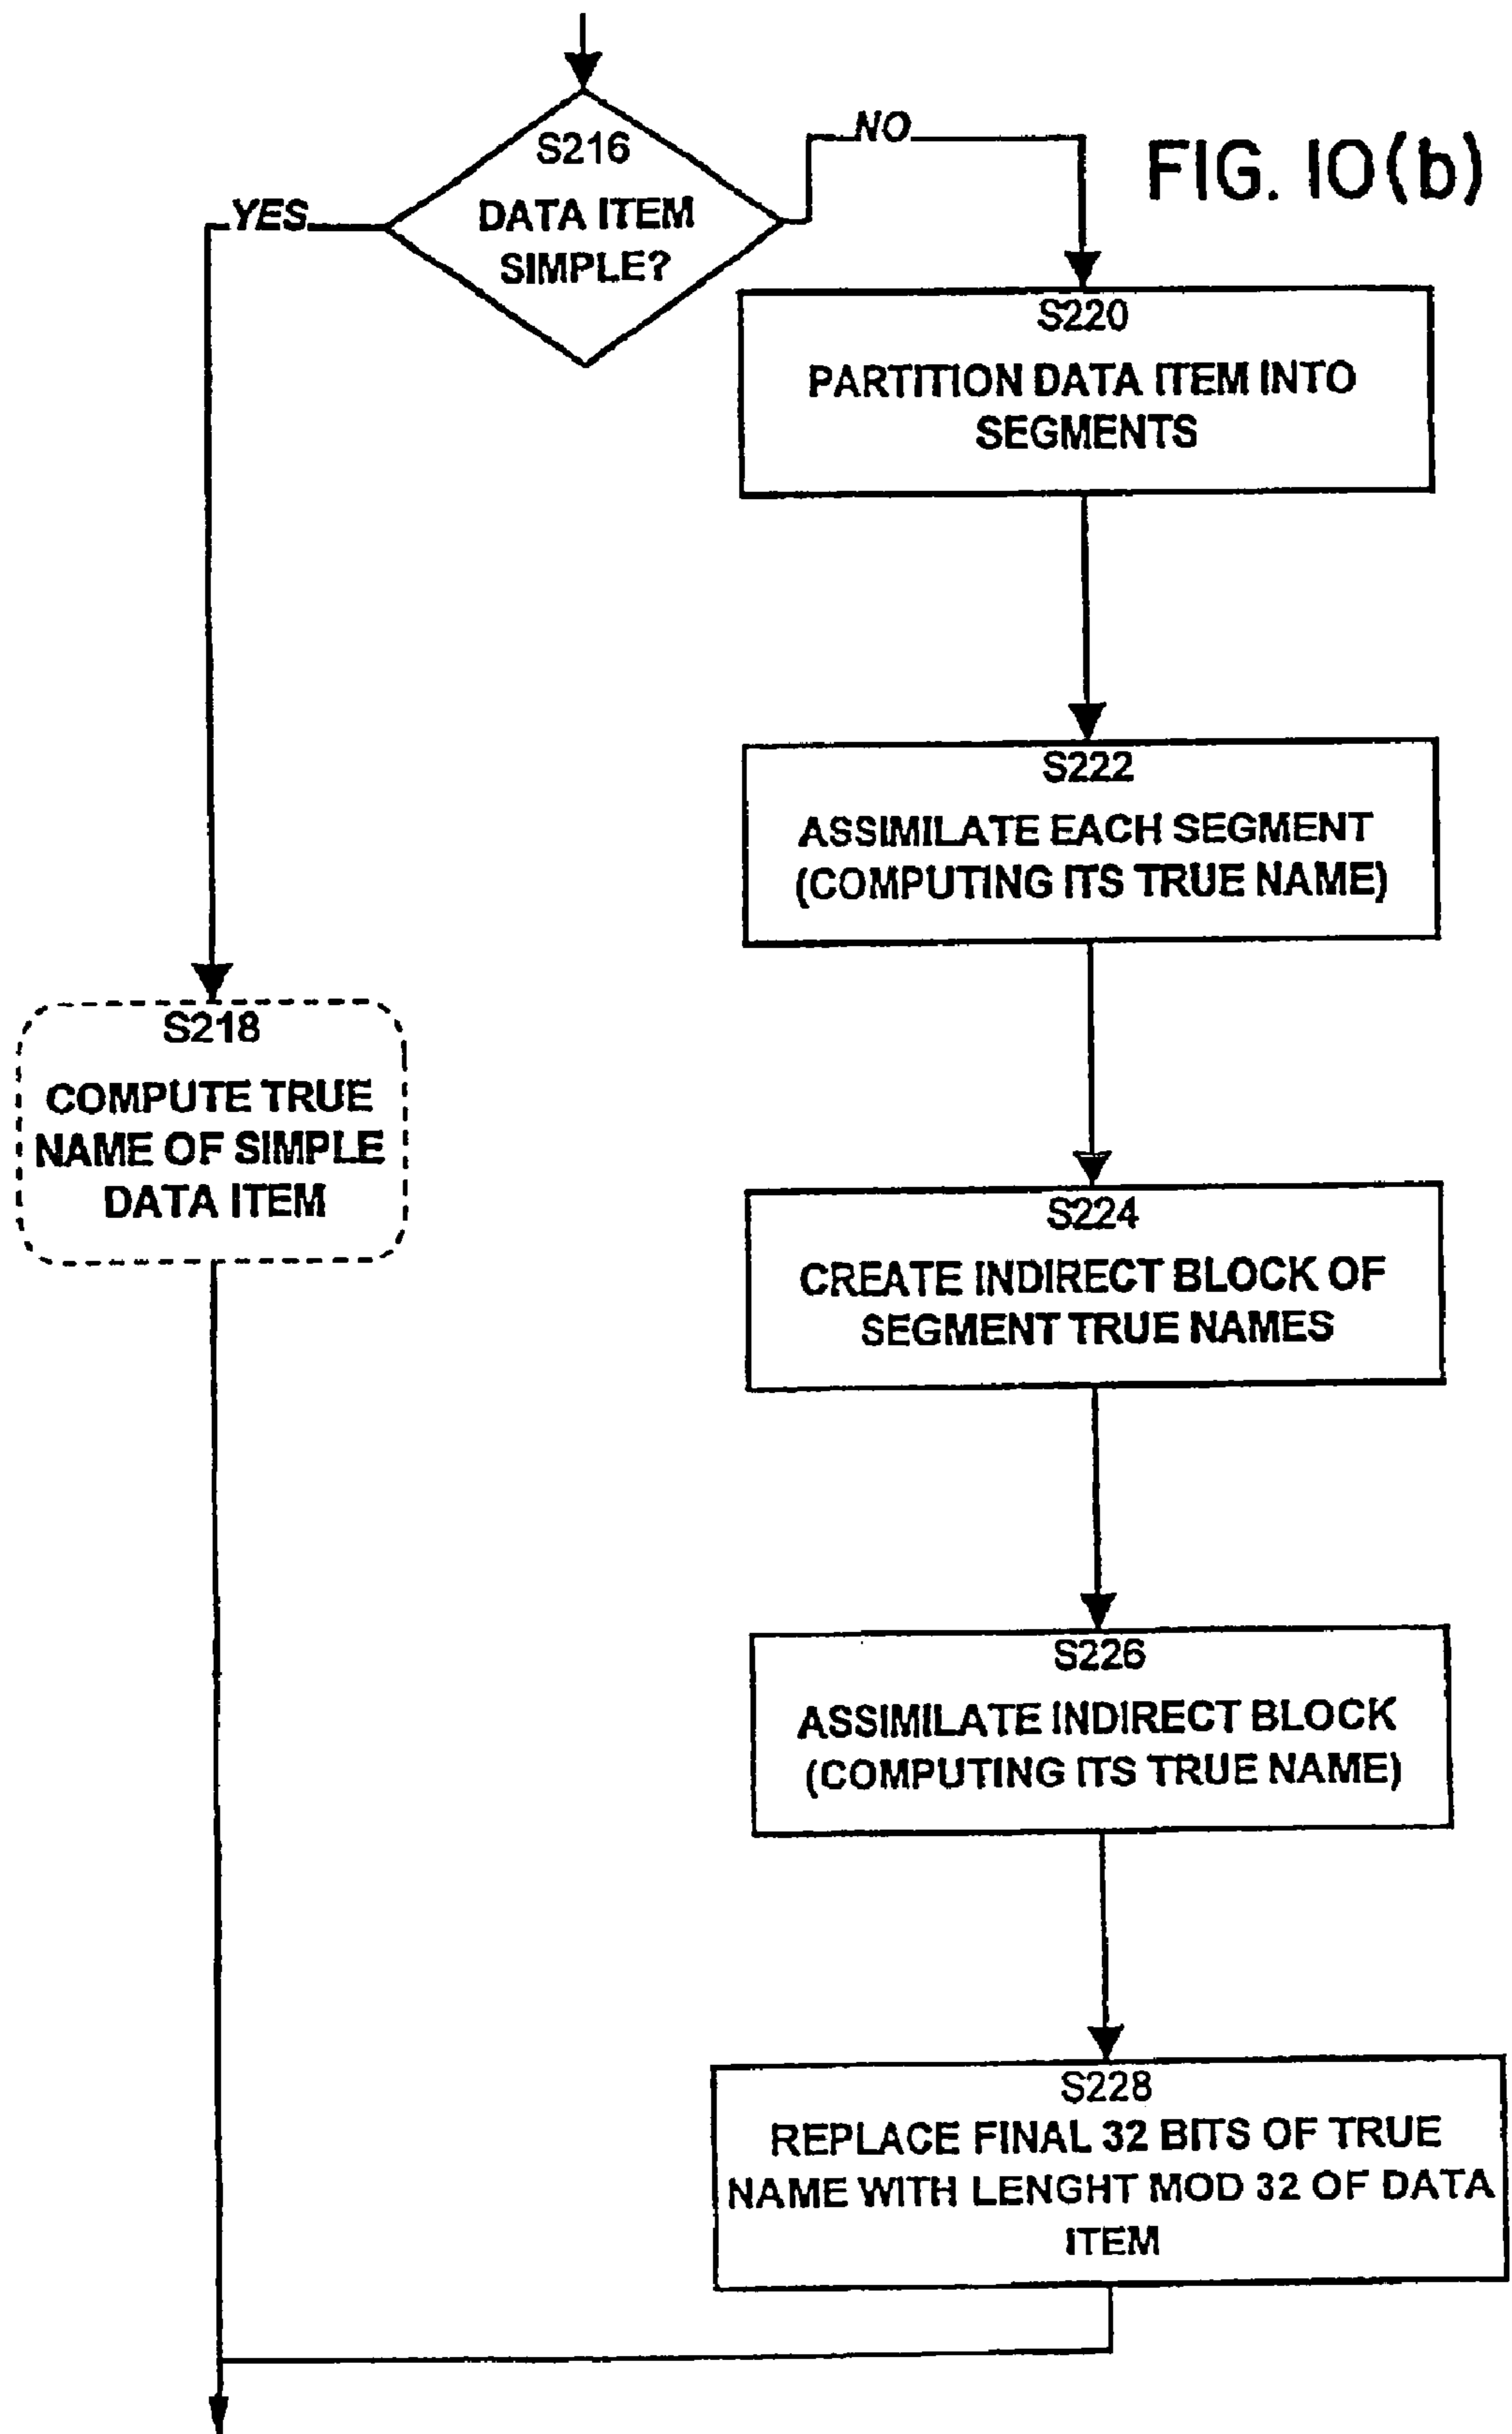 FIG. 10(b)
S216
DATA ITEM
SIMPLE?
YES
NO
S220
PARTITION DATA ITEM INTO
SEGMENTS
S222
ASSIMILATE EACH SEGMENT
(COMPUTING ITS TRUE NAME)
S218
COMPUTE TRUE
NAME OF SIMPLE
DATA ITEM
S224
CREATE INDIRECT BLOCK OF
SEGMENT TRUE NAMES
S226
ASSIMILATE INDIRECT BLOCK
(COMPUTING ITS TRUE NAME)
S228
REPLACE FINAL 32 BITS OF TRUE
NAME WITH LENGHT MOD 32 OF DATA
ITEM